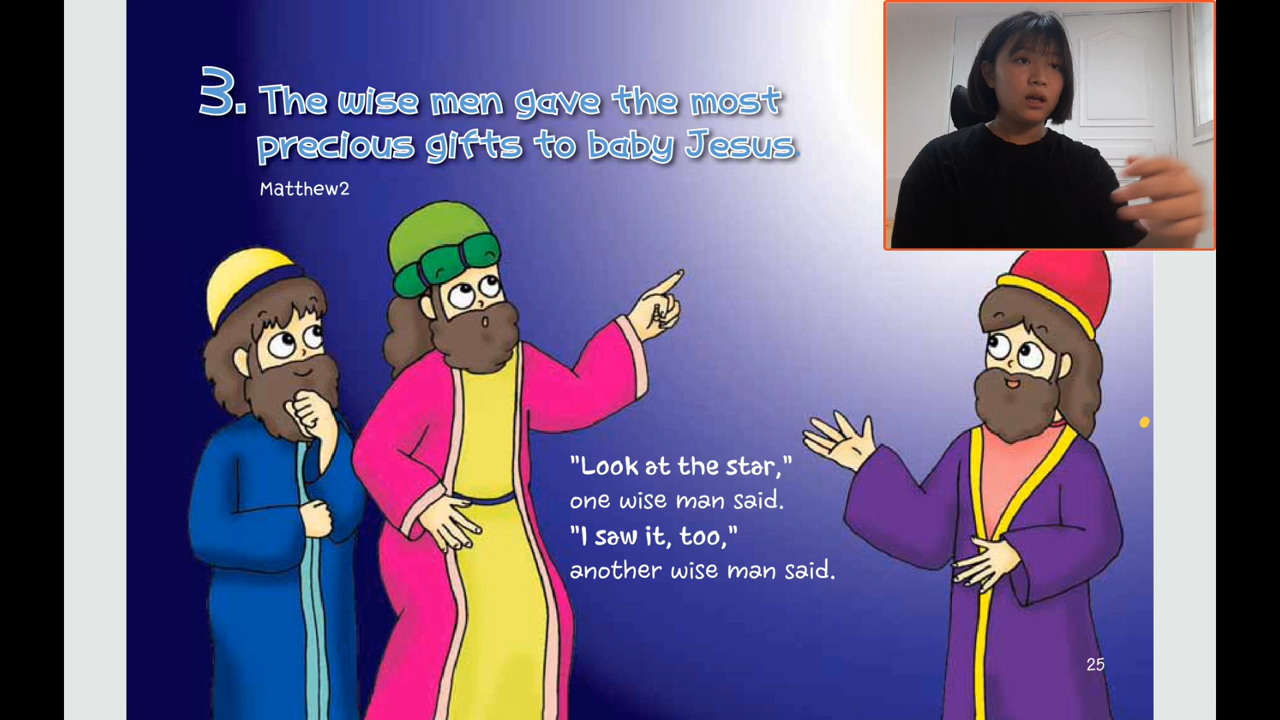 3. The wise men gave the most
precious gifts to baby Jesus.
Matthew2
"Look at the star,"
one wise man said.
"I saw it, too,"
another wise man said.
25